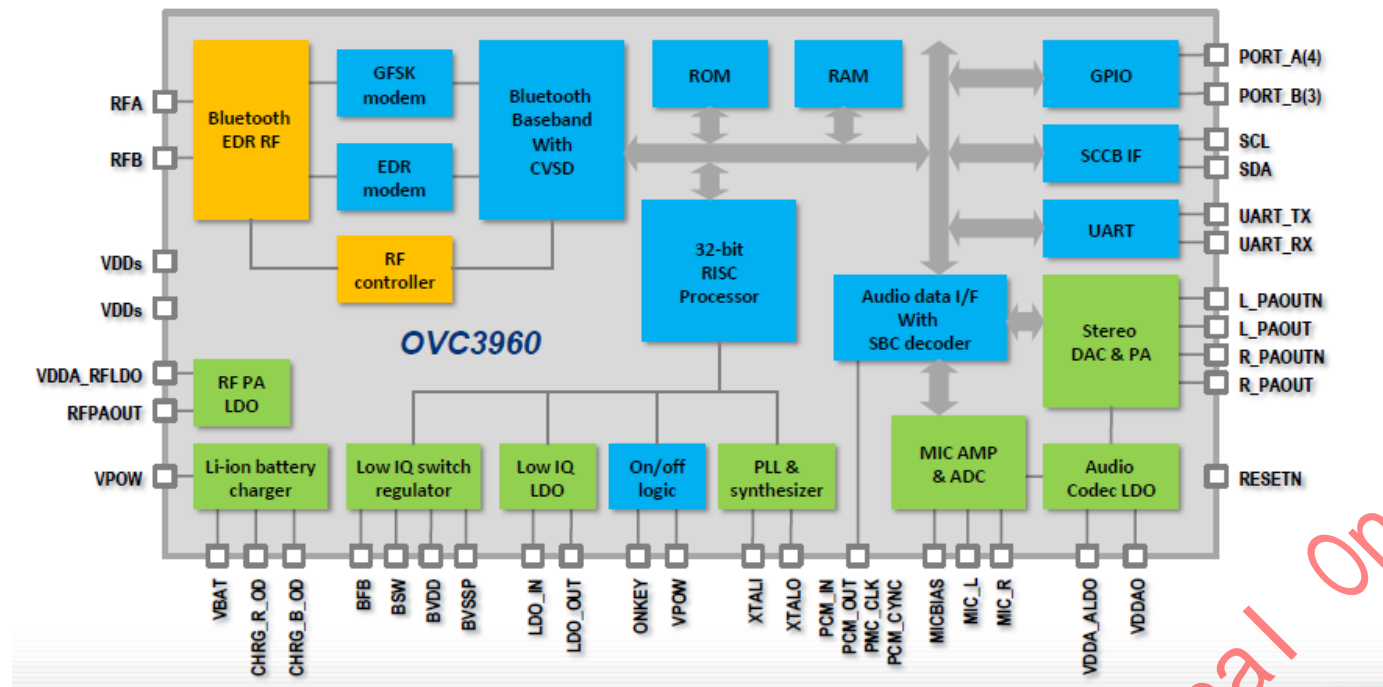 GFSK
modem
Bluetooth
Baseband
With
CVSD
ROM
RAM
GPIO
PORT_A(4)
PORT_B(3)
RFA
RFB
Bluetooth
EDR RF
EDR
modem
SCCB IF
SCL
SDA
UART
UART_TX
UART_RX
VDDs
VDDs
RF
controller
32-bit
RISC
Processor
Audio data I/F
With
SBC decoder
Stereo
DAC & PA
L_PAOUTN
L_PAOUT
R_PAOUTN
R_PAOUT
OVC3960
VDDA_RFLDO
RFPAOUT
RF PA
LDO
VPOW
Li-ion battery
charger
Low IQ switch
regulator
Low IQ
LDO
On/off
logic
PLL &
synthesizer
MIC AMP
& ADC
Audio
Codec LDO
RESETN
VBAT
CHRG_R_OD
CHRG_B_OD
BFB
BSW
BVDD
BVSSP
LDO_IN
LDO_OUT
ONKEY
VPOW
XTALI
XTALO
PCM_IN
PCM_OUT
PMC_CLK
PCM_CYNC
MICBIAS
MIC_L
MIC_R
VDDA_ALDO
VDDAO